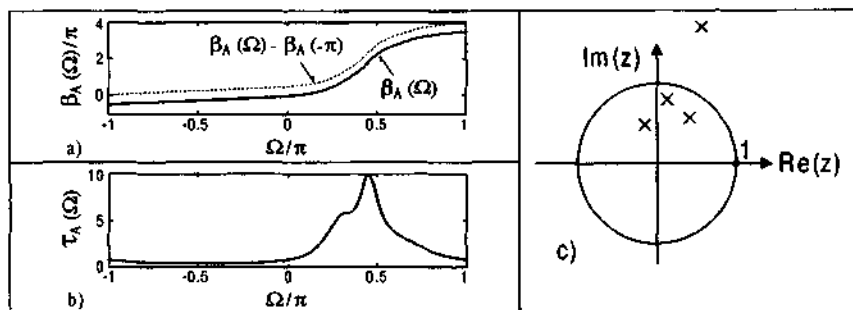 β_A(Ω)/π
4
2
0
β_A(Ω) - β_A(-π)
β_A(Ω)
-1 -0.5 0 0.5 1
a)
Ω/π
τ_A(Ω)
10
5
0
-1 -0.5 0 0.5 1
b)
Ω/π
Im(z)
1
Re(z)
c)